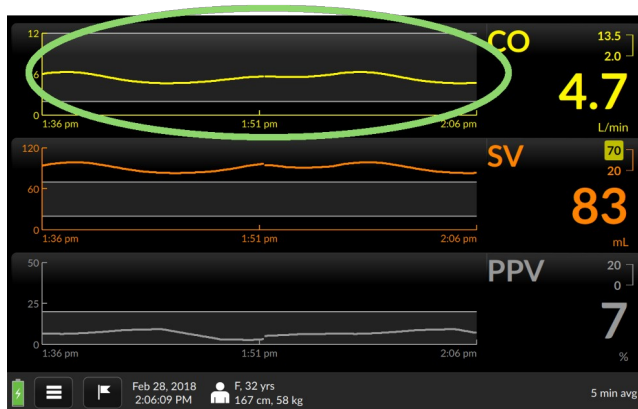 12
6
0
1:36 pm
1:51 pm
2:06 pm
CO
13.5
2.0
4.7
L/min
120
60
0
1:36 pm
1:51 pm
2:06 pm
SV
70
20
83
mL
50
25
0
1:36 pm
1:51 pm
2:06 pm
PPV
20
0
7
%
Feb 28, 2018
2:06:09 PM
F, 32 yrs
167 cm, 58 kg
5 min avg